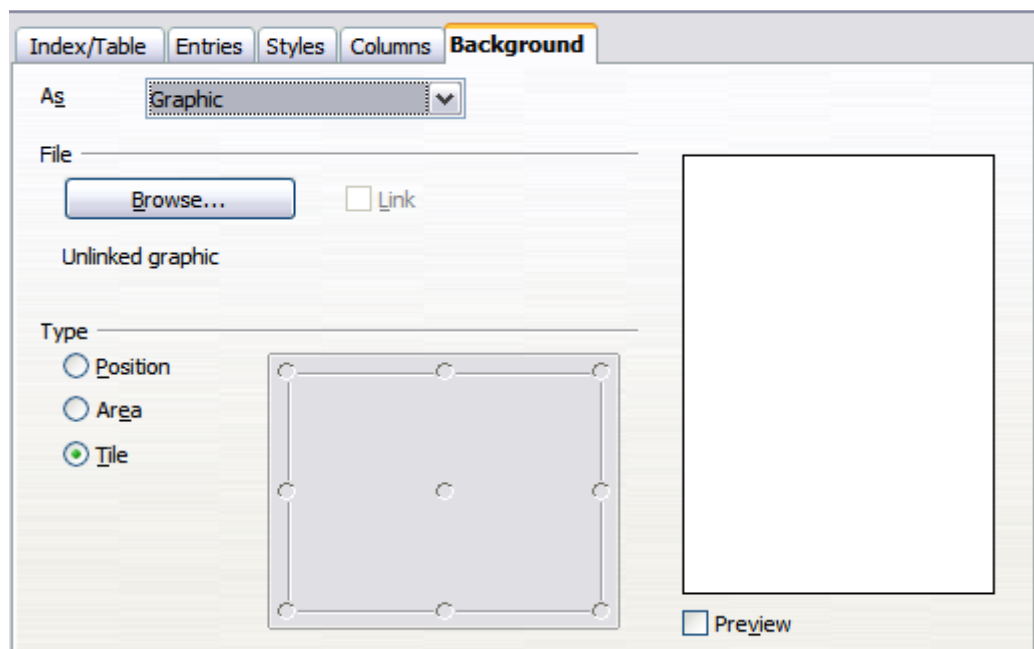 Index/Table Entries Styles Columns Background
As Graphic
File
Browse... Link
Unlinked graphic
Type
Position
Area
Tile
Preview